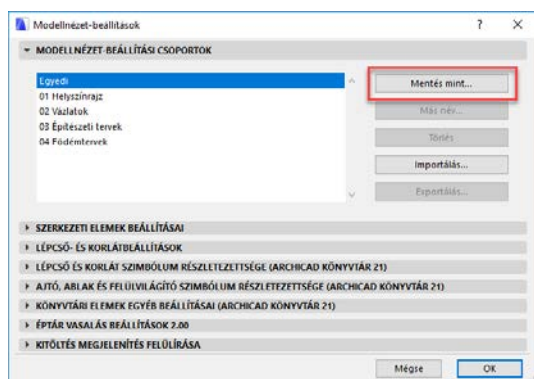 Modellnézet-beállítások
MODELLNÉZET-BEÁLLÍTÁSI CSOPORTOK
Egyedi
01 Helyszínrajz
02 Vázlatok
03 Építészeti tervek
04 Födémtervek
Mentés mint...
Más név...
Törlés
Importálás...
Exportálás...
SZERKEZETI ELEMEK BEÁLLÍTÁSAI
LÉPCSŐ- ÉS KORLÁTBEÁLLÍTÁSOK
LÉPCSŐ ÉS KORLÁT SZIMBÓLUM RÉSZLETEZETTSÉGE (ARCHICAD KÖNYVTÁR 21)
AJTÓ, ABLAK ÉS FELÜLVILÁGÍTÓ SZIMBÓLUM RÉSZLETEZETTSÉGE (ARCHICAD KÖNYVTÁR 21)
KÖNYVTÁRI ELEMEK EGYÉB BEÁLLÍTÁSAI (ARCHICAD KÖNYVTÁR 21)
ÉPTÁR VASALÁS BEÁLLÍTÁSOK 2.00
KITÖLTÉS MEGJELENÍTÉS FELÜLÍRÁSA
Mégse
OK